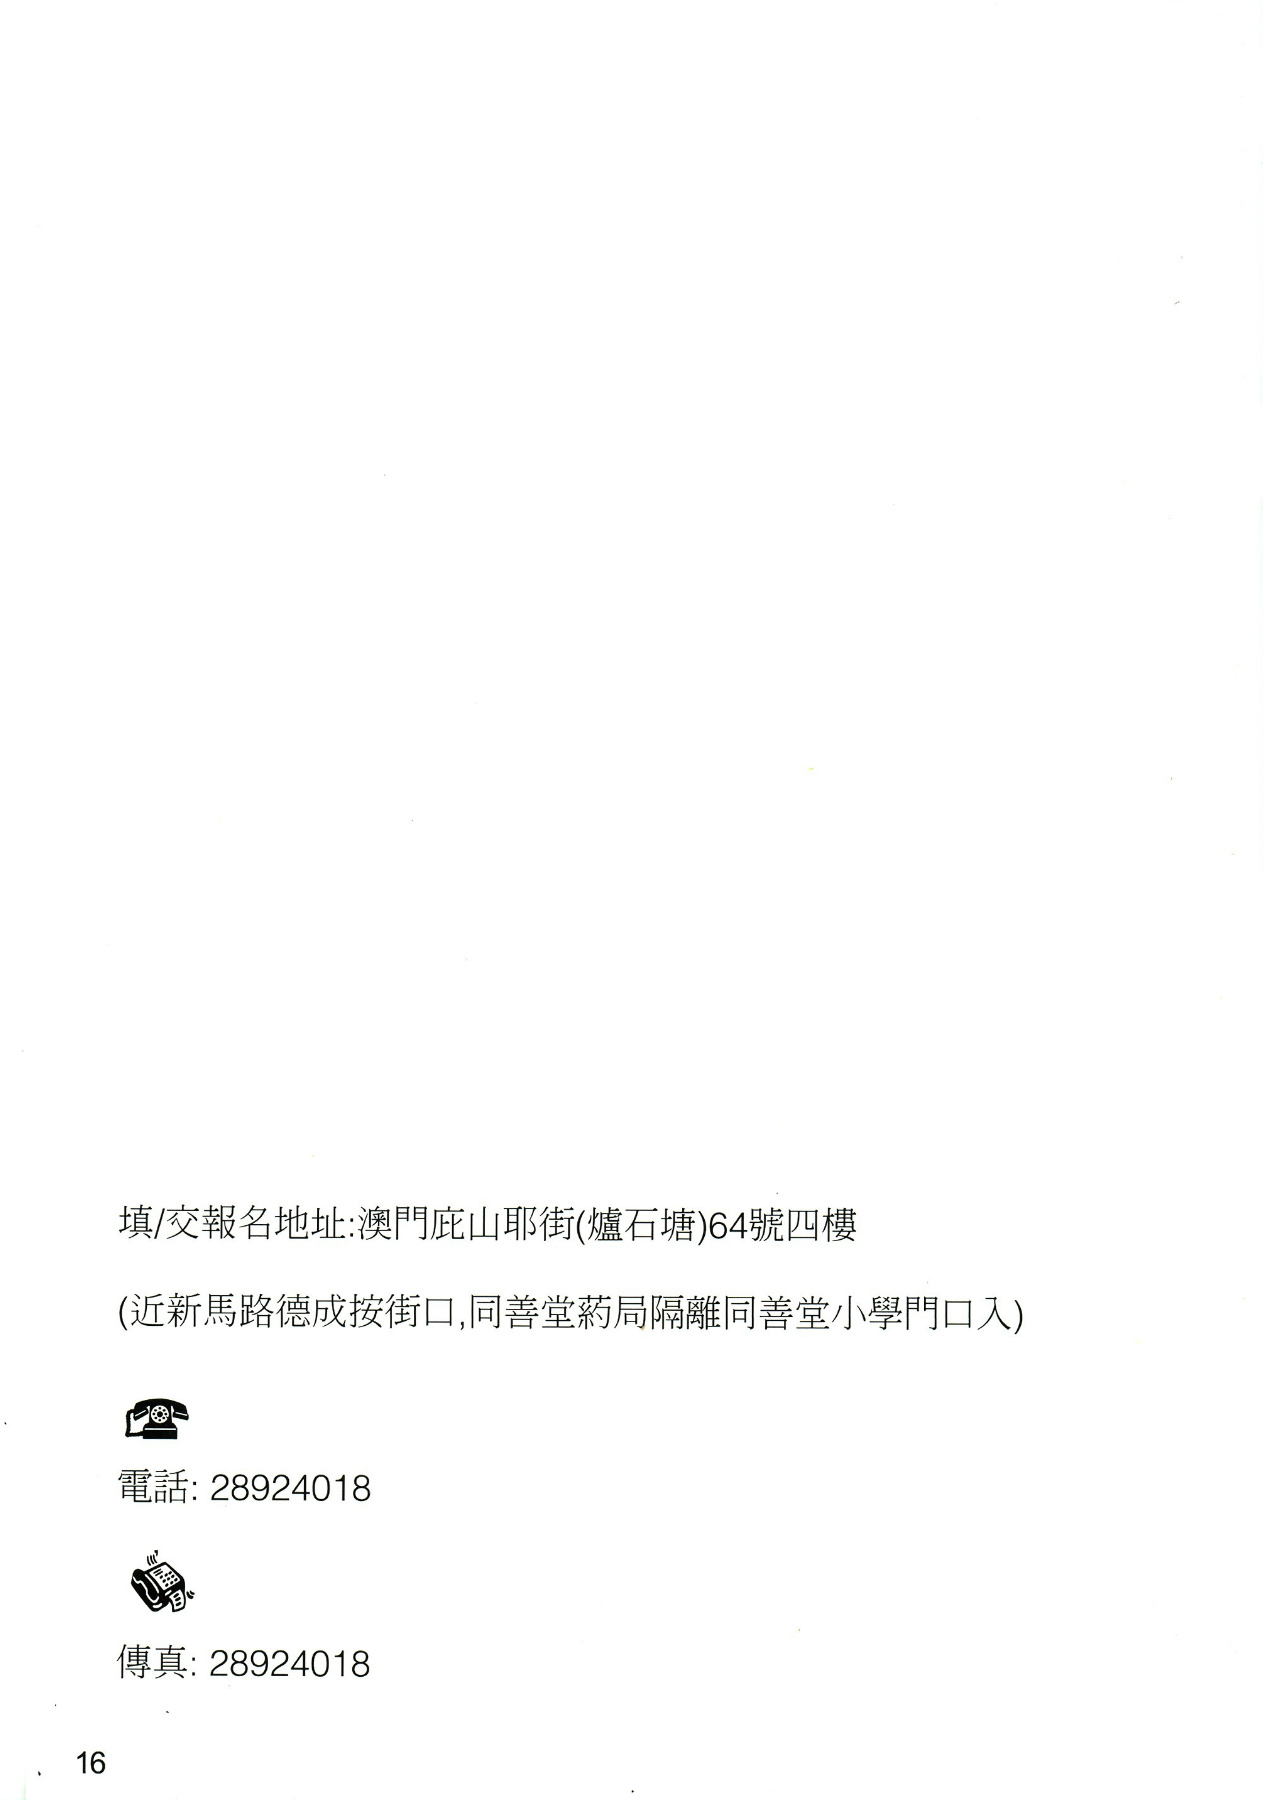 填/交報名地址:澳門庇山耶街(爐石塘)64號四樓
(近新馬路德成按街口,同善堂葯局隔離同善堂小學門口入)
電話: 28924018
傳真: 28924018
16